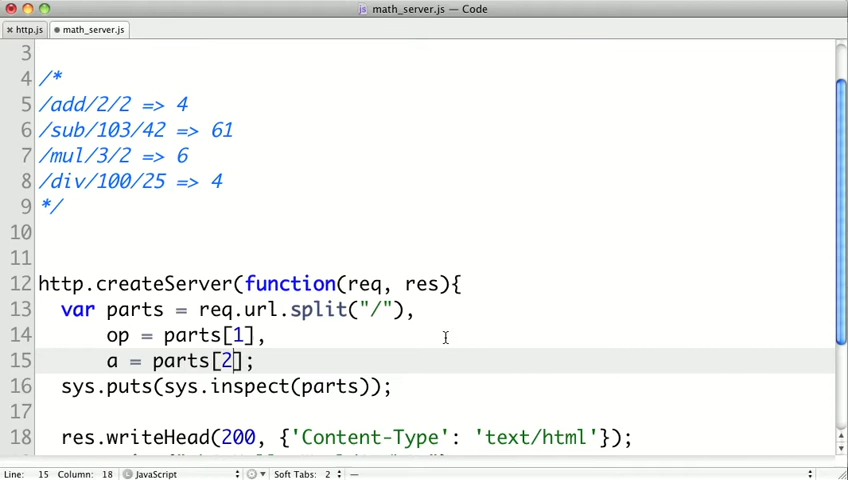 math_server.js — Code
http.js
math_server.js
3
4 /*
5 /add/2/2 => 4
6 /sub/103/42 => 61
7 /mul/3/2 => 6
8 /div/100/25 => 4
9 */
10
11
12 http.createServer(function(req, res){
13 var parts = req.url.split("/"),
14 op = parts[1],
15 a = parts[2];
16 sys.puts(sys.inspect(parts));
17
18 res.writeHead(200, {'Content-Type': 'text/html'});
Line: 15 Column: 18 JavaScript Soft Tabs: 2 —